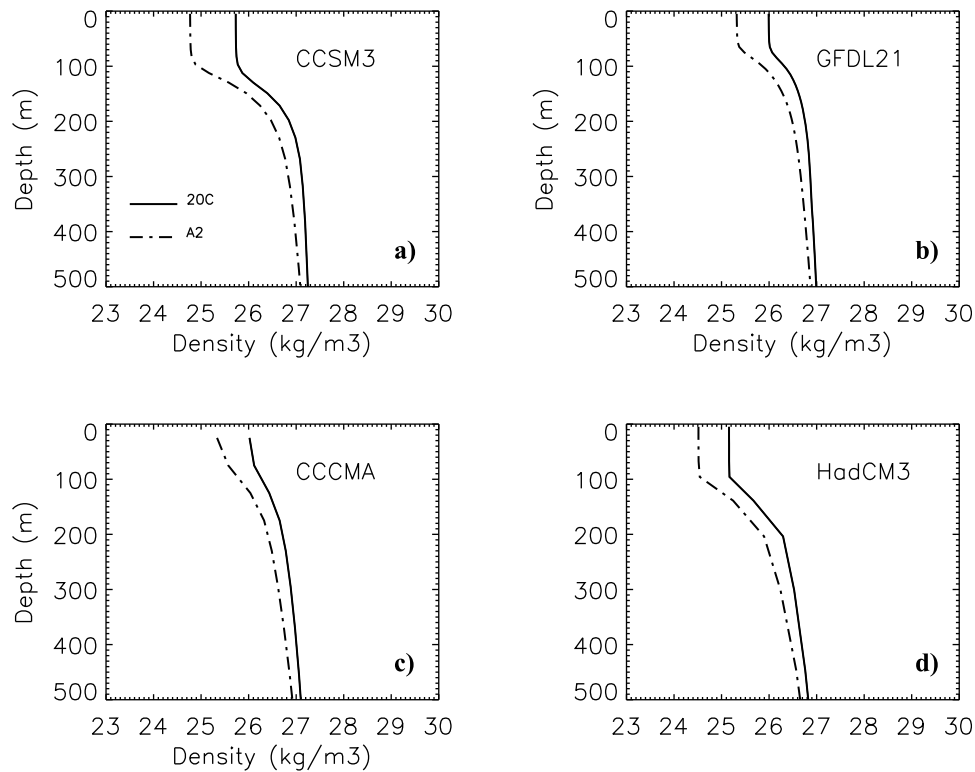 0
100
200
300
400
500
Depth (m)
CCSM3
20C
A2
a)
23 24 25 26 27 28 29 30
Density (kg/m3)
0
100
200
300
400
500
Depth (m)
GFDL21
b)
23 24 25 26 27 28 29 30
Density (kg/m3)
0
100
200
300
400
500
Depth (m)
CCCMA
c)
23 24 25 26 27 28 29 30
Density (kg/m3)
0
100
200
300
400
500
HadCM3
d)
23 24 25 26 27 28 29 30